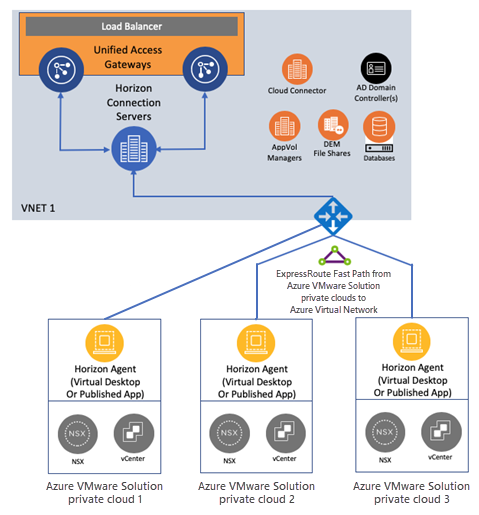 Load Balancer
Unified Access
Gateways
Horizon
Connection
Servers
Cloud Connector
AD Domain
Controller(s)
AppVol
Managers
DEM
File Shares
Databases
VNET 1
ExpressRoute Fast Path from
Azure VMware Solution
private clouds to
Azure Virtual Network
Horizon Agent
(Virtual Desktop
Or Published App)
NSX
NSX
vCenter
Azure VMware Solution
private cloud 1
Horizon Agent
(Virtual Desktop
Or Published App)
NSX
NSX
vCenter
Azure VMware Solution
private cloud 2
Horizon Agent
(Virtual Desktop
Or Published App)
NSX
NSX
vCenter
Azure VMware Solution
private cloud 3